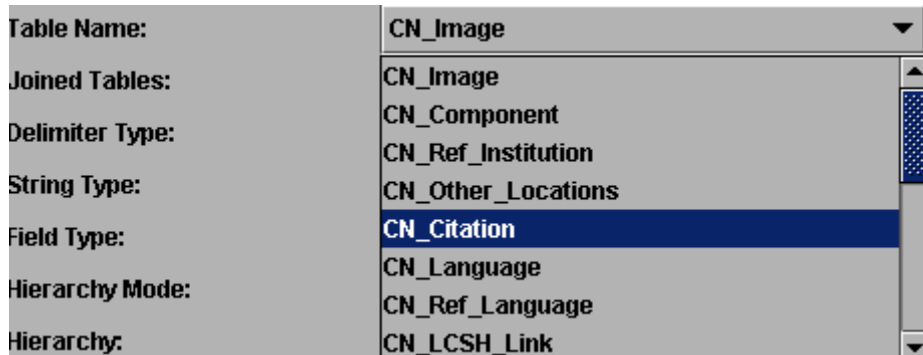 Table Name:
CN_Image
Joined Tables:
CN_Image
CN_Component
Delimiter Type:
CN_Ref_Institution
String Type:
CN_Other_Locations
Field Type:
CN_Citation
CN_Language
Hierarchy Mode:
CN_Ref_Language
Hierarchy:
CN_LCSH_Link